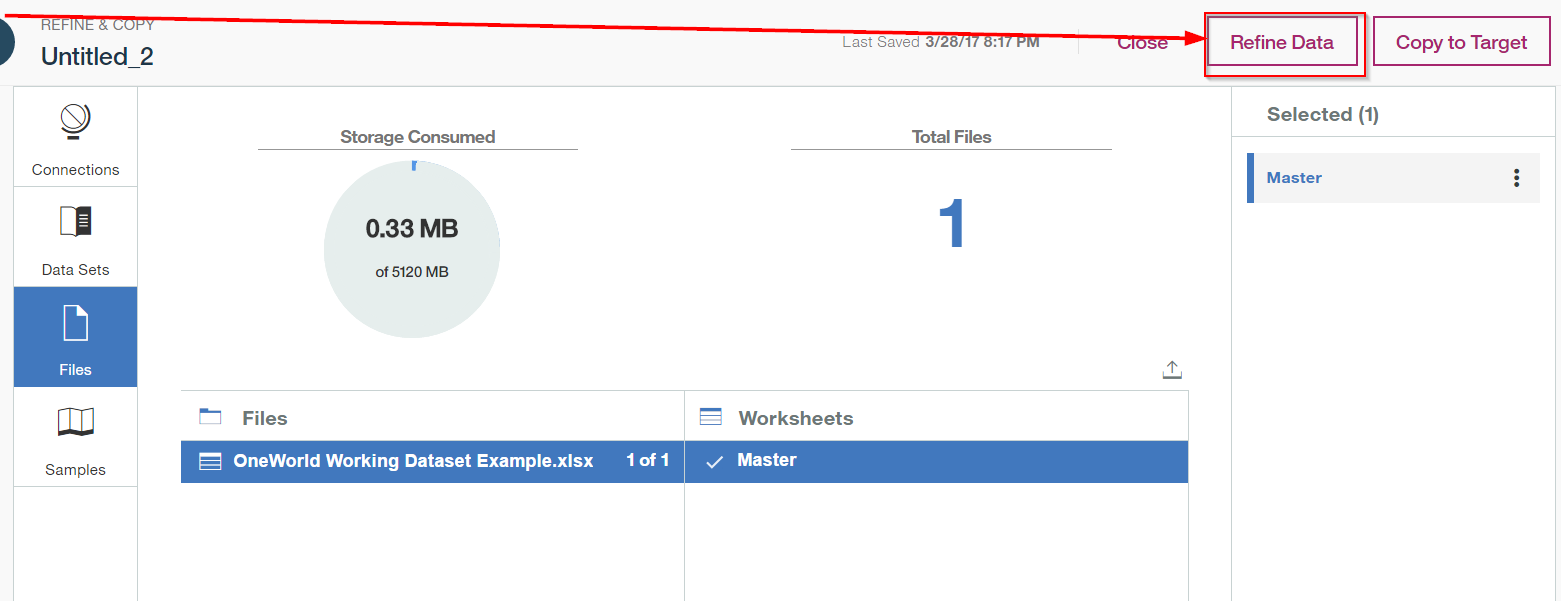 REFINE & COPY
Untitled_2
Last Saved 3/28/17 8:17 PM
Close
Refine Data
Copy to Target
Connections
Data Sets
Files
Samples
Storage Consumed
0.33 MB
of 5120 MB
Total Files
1
Files
Worksheets
OneWorld Working Dataset Example.xlsx 1 of 1
Master
Selected (1)
Master